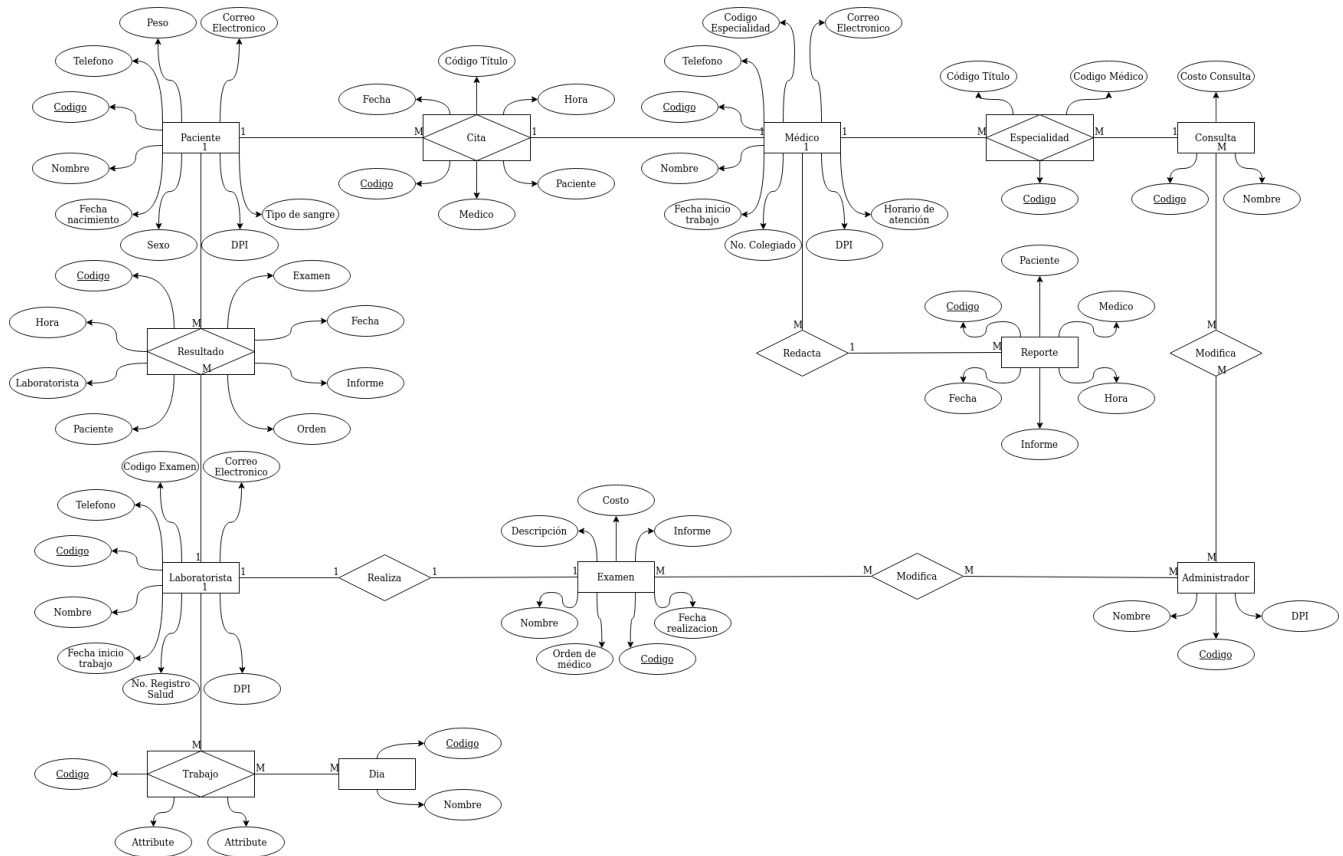 Peso
Correo
Electronico
Codigo
Especialidad
Correo
Electronico
Telefono
Código Título
Telefono
Código Título
Codigo Médico
Costo Consulta
Codigo
Fecha
Hora
Codigo
Paciente
1
M
Cita
1
1
Médico
1
M
Especialidad
M
1
Consulta
1
1
M
Nombre
Codigo
Paciente
Nombre
Codigo
Codigo
Nombre
Fecha
nacimiento
Tipo de sangre
Medico
Fecha inicio
trabajo
Horario de
atención
Sexo
DPI
No. Colegiado
DPI
Codigo
Examen
Paciente
Codigo
Medico
Hora
Fecha
M
M
M
Resultado
Redacta
1
M
Reporte
Modifica
M
M
Laboratorista
Informe
Fecha
Hora
Paciente
Orden
Informe
Codigo Examen
Correo
Electronico
Telefono
Costo
Descripción
Informe
Codigo
1
M
Laboratorista
1
Realiza
1
1
Examen
M
Modifica
M
M
Administrador
1
1
Nombre
Nombre
Fecha
realizacion
Nombre
DPI
Fecha inicio
trabajo
Orden de
médico
Codigo
Codigo
No. Registro
Salud
DPI
M
Codigo
Codigo
Trabajo
M
M
Dia
Nombre
Attribute
Attribute